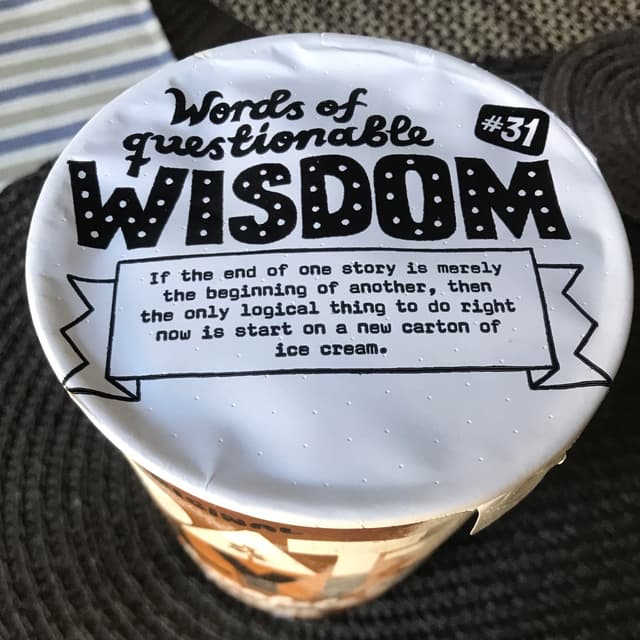 Words of
questionable
#31
WISDOM
If the end of one story is merely
the beginning of another, then
the only logical thing to do right
now is start on a new carton of
ice cream.